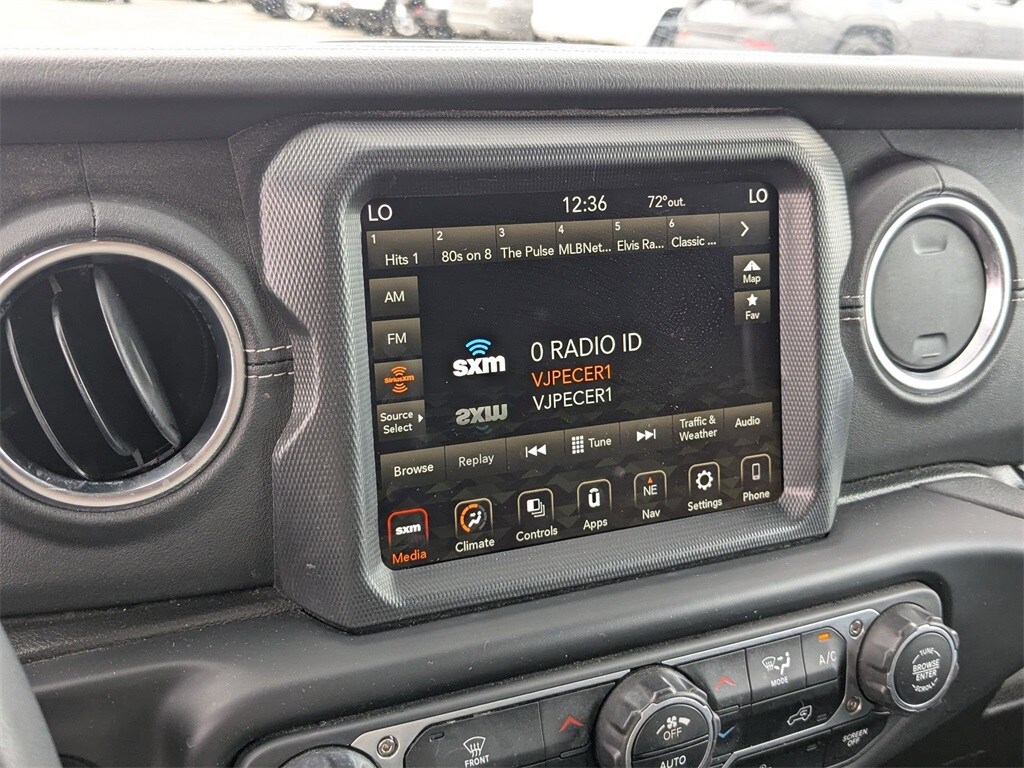 LO 12:36 72°out. LO
1 2 3 4 5 6
Hits 1 80s on 8 The Pulse MLBNet... Elvis Ra... Classic ...
AM
Map
FM
Fav
SiriusXM
sxm
0 RADIO ID
VJPECER1
VJPECER1
Source
Select
Browse Replay Tune Traffic &
Weather
Audio
sxm
NE
Media Climate Controls Apps Nav Settings Phone
FRONT
OFF
AUTO
MODE
A/C
TUNE
BROWSE
ENTER
SCROLL
SCREEN
OFF